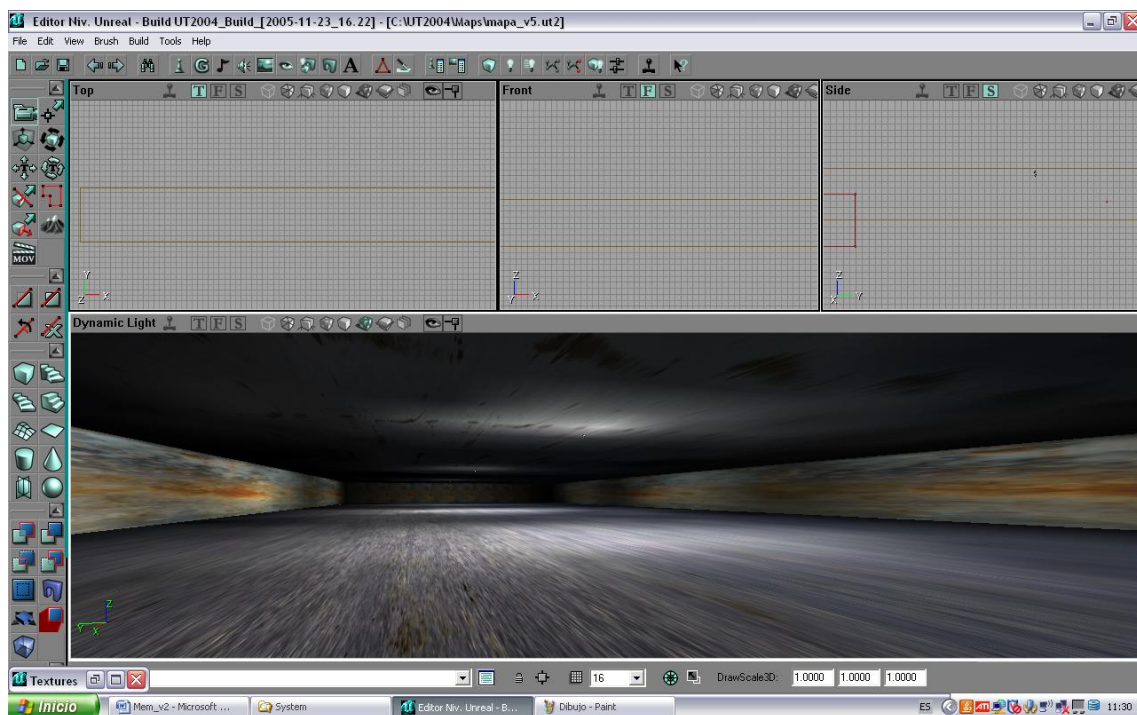 Editor Niv. Unreal - Build UT2004_Build_[2005-11-23_16.22] - [C:\UT2004\Maps\mapa_v5.ut2]
File Edit View Brush Build Tools Help
Top T F S Front T F S Side T F S
MOV
Y
Z X
Z
Y X
Z
X Y
Dynamic Light T F S
Z
Y X
Textures 16 DrawScale3D: 1.0000 1.0000 1.0000
Inicio Mem_v2 - Microsoft ... System Editor Niv. Unreal - B... Dibujo - Paint ES 11:30